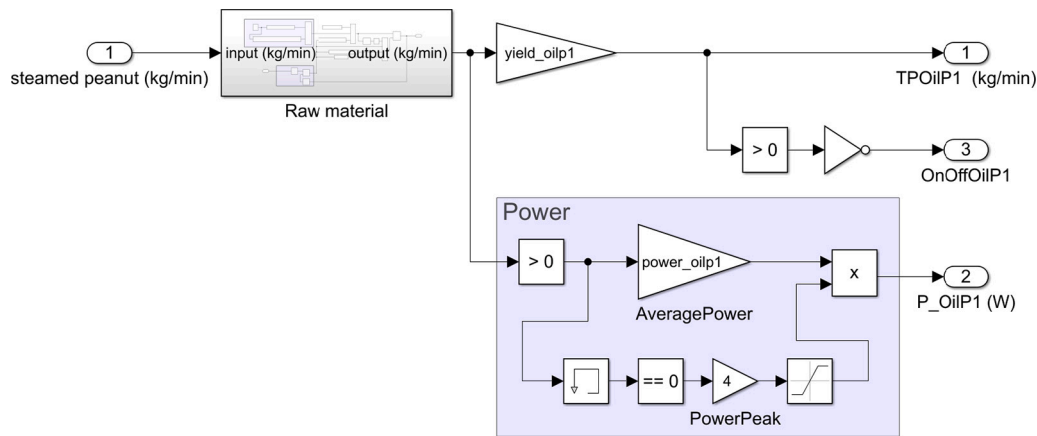 1
steamed peanut (kg/min)
input (kg/min)
output (kg/min)
Raw material
yield_oilp1
1
TPOilP1 (kg/min)
> 0
3
OnOffOilP1
Power
> 0
power_oilp1
AveragePower
x
2
P_OilP1 (W)
== 0
4
PowerPeak